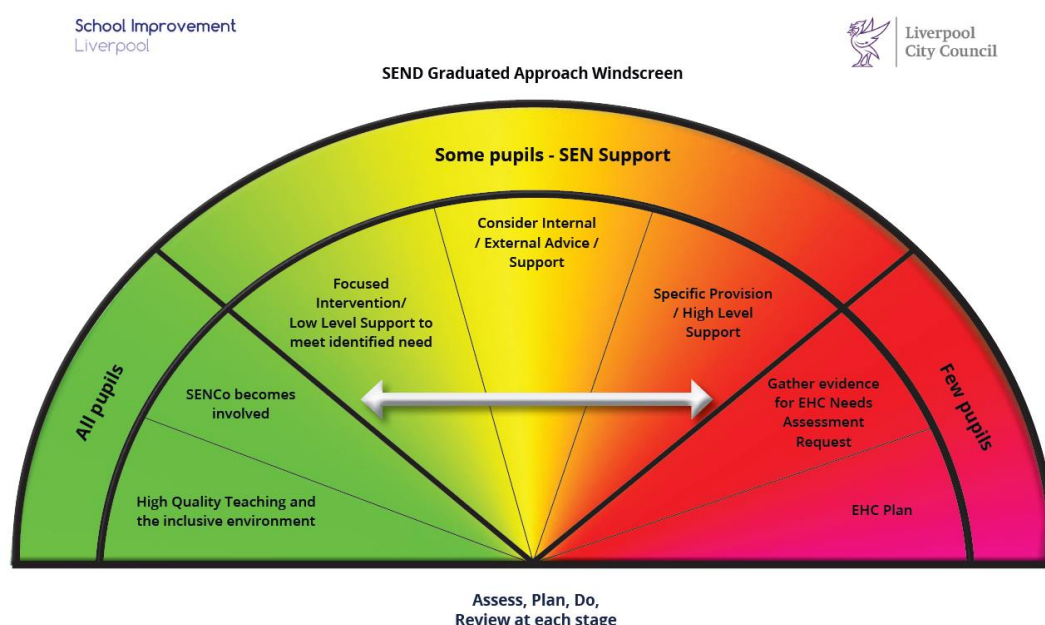 School Improvement
Liverpool
Liverpool
City Council
SEND Graduated Approach Windscreen
Some pupils - SEN Support
All pupils
Few pupils
High Quality Teaching and
the inclusive environment
SENCo becomes
involved
Focused
Intervention/
Low Level Support to
meet identified need
Consider Internal
/ External Advice /
Support
Specific Provision
/ High Level
Support
Gather evidence
for EHC Needs
Assessment
Request
EHC Plan
Assess, Plan, Do,
Review at each stage